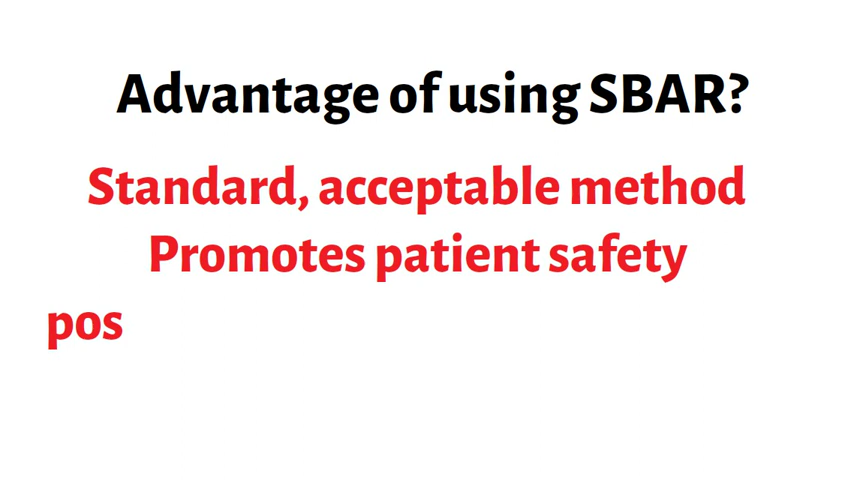 Advantage of using SBAR?
Standard, acceptable method
Promotes patient safety
pos